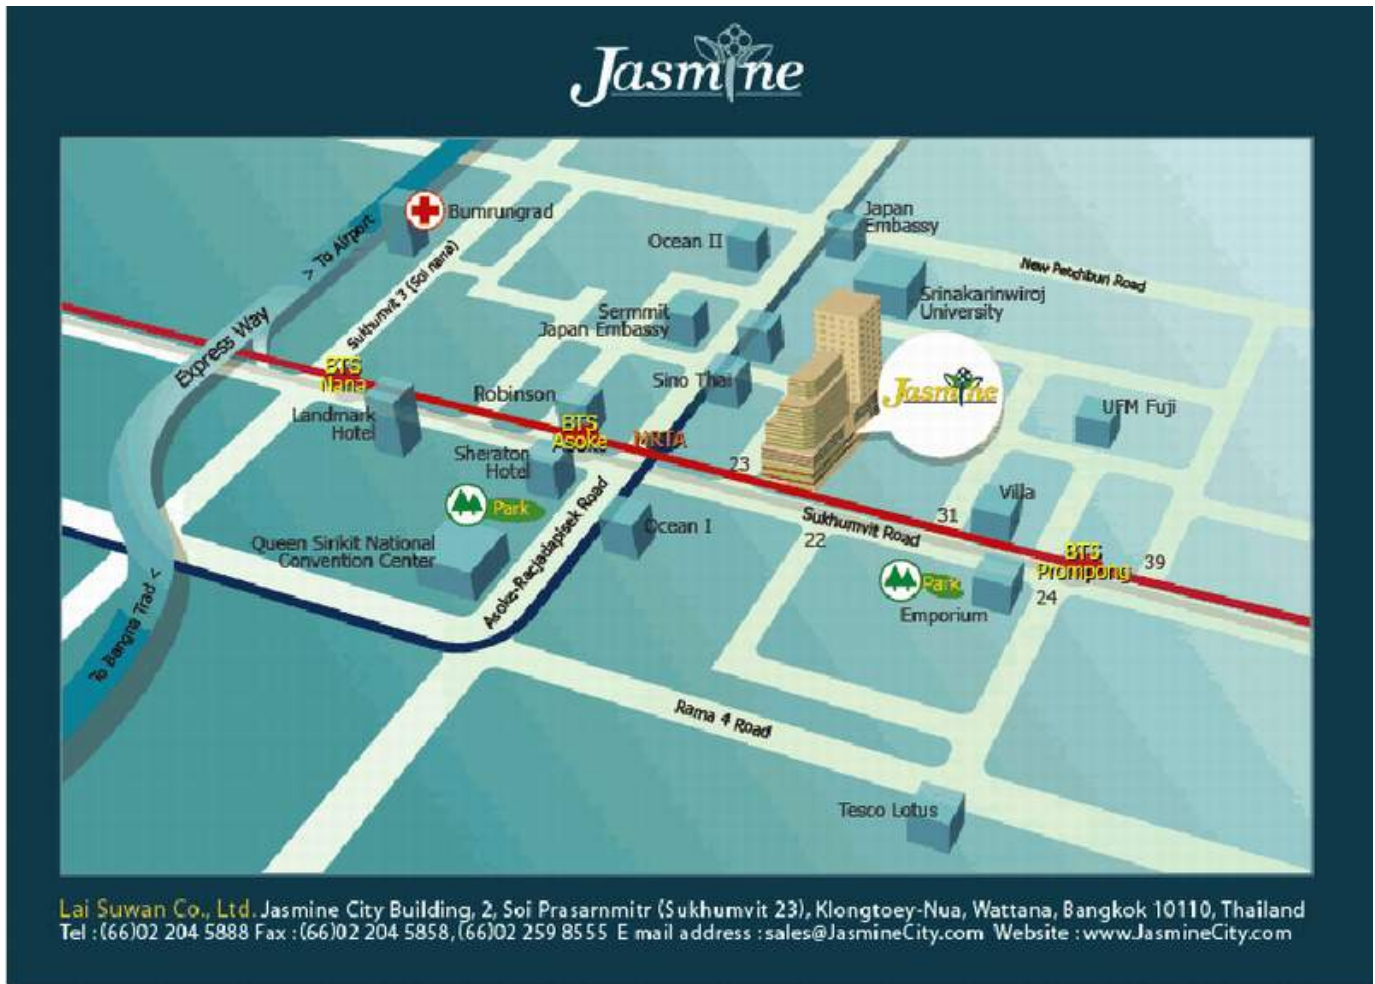 Jasmine
Bumrungrad
Japan
Embassy
> To Airport
Ocean II
Sukhumvit 3 (Soi nana)
New Petchburi Road
Srinakarinwiroj
University
Sermmit
Japan Embassy
Express Way
BTS
Nana
Sino Thai
Jasmine
Robinson
UFM Fuji
Landmark
Hotel
BTS
Asoke
Asoke
MRTA
Sheraton
Hotel
23
Villa
Park
Sukhumvit Road
31
22
Ocean I
Asoke-Racjadapisek Road
Queen Sirikit National
Convention Center
BTS
Prompong
39
Park
24
Emporium
To Bangna Trad <
Rama 4 Road
Tesco Lotus
Lai Suwan Co., Ltd. Jasmine City Building, 2, Soi Prasarnmitr (Sukhumvit 23), Klongtoey-Nua, Wattana, Bangkok 10110, Thailand
Tel :(66)02 204 5888 Fax :(66)02 204 5858,(66)02 259 8555 E mail address :sales@JasmineCity.com Website :www.JasmineCity.com